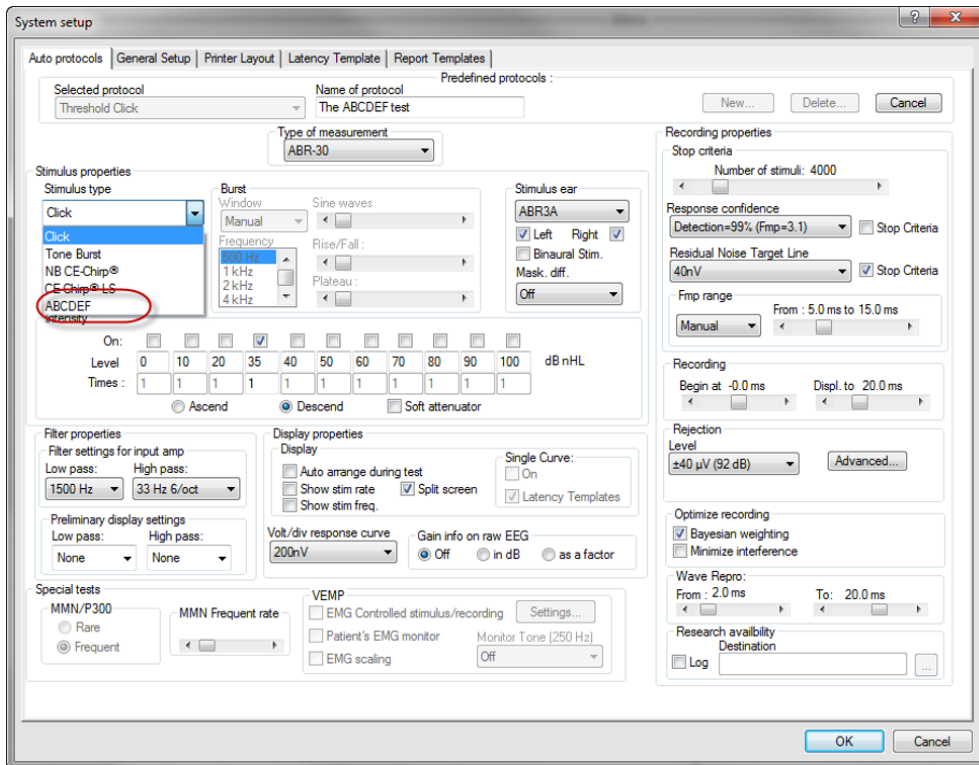 System setup
Auto protocols General Setup Printer Layout Latency Template Report Templates
Predefined protocols :
Selected protocol
Threshold Click
Name of protocol
The ABCDEF test
New... Delete... Cancel
Type of measurement
ABR-30
Stimulus properties
Stimulus type
Click
Click
Tone Burst
NB CE-Chirp®
CE-Chirp® LS
ABCDEF
Burst
Window
Manual
Sine waves
Frequency
500 Hz
1 kHz
2 kHz
4 kHz
Rise/Fall :
Plateau :
Stimulus ear
ABR3A
Left Right
Binaural Stim.
Mask. diff.
Off
Intensity
On:
Level 0 10 20 35 40 50 60 70 80 90 100 dB nHL
Times : 1 1 1 1 1 1 1 1 1 1 1
Ascend Descend Soft attenuator
Filter properties
Filter settings for input amp
Low pass: High pass:
1500 Hz 33 Hz 6/oct
Preliminary display settings
Low pass: High pass:
None None
Display properties
Display
Auto arrange during test
Show stim rate Split screen
Show stim freq.
Single Curve:
On
Latency Templates
Volt/div response curve
200nV
Gain info on raw EEG
Off in dB as a factor
Special tests
MMN/P300
Rare
Frequent
MMN Frequent rate
VEMP
EMG Controlled stimulus/recording Settings...
Patient's EMG monitor Monitor Tone (250 Hz)
EMG scaling Off
Recording properties
Stop criteria
Number of stimuli: 4000
Response confidence
Detection=99% (Fmp=3.1) Stop Criteria
Residual Noise Target Line
40nV Stop Criteria
Fmp range
Manual From : 5.0 ms to 15.0 ms
Recording
Begin at -0.0 ms Displ. to 20.0 ms
Rejection
Level
±40 µV (92 dB) Advanced...
Optimize recording
Bayesian weighting
Minimize interference
Wave Repro:
From : 2.0 ms To: 20.0 ms
Research availbility
Destination
Log ...
OK Cancel